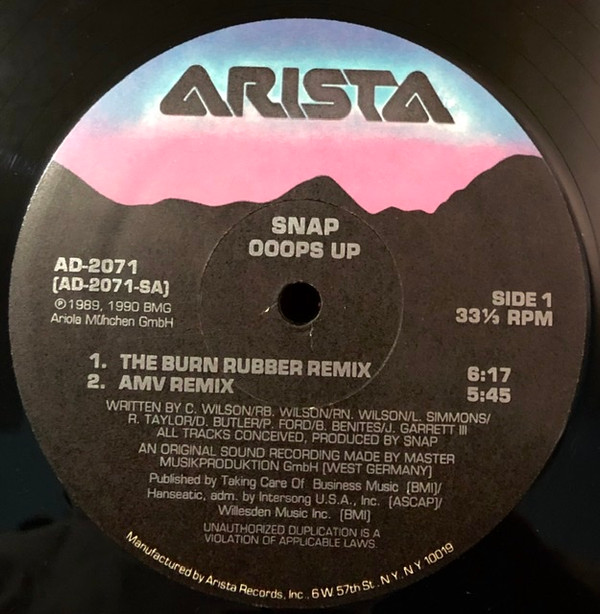 ARISTA
SNAP
OOOPS UP
AD-2071
(AD-2071-SA)
℗1989, 1990 BMG
Ariola München GmbH
SIDE 1
33⅓ RPM
1. THE BURN RUBBER REMIX 6:17
2. AMV REMIX 5:45
WRITTEN BY C. WILSON/RB. WILSON/RN. WILSON/L. SIMMONS/
R. TAYLOR/D. BUTLER/P. FORD/B. BENITES/J. GARRETT III
ALL TRACKS CONCEIVED, PRODUCED BY SNAP
AN ORIGINAL SOUND RECORDING MADE BY MASTER
MUSIKPRODUKTION GmbH (WEST GERMANY)
Published by Taking Care Of Business Music (BMI)/
Hanseatic, adm. by Intersong U.S.A., Inc. (ASCAP)/
Willesden Music Inc. (BMI)
UNAUTHORIZED DUPLICATION IS A
VIOLATION OF APPLICABLE LAWS.
Manufactured by Arista Records, Inc., 6 W 57th St., N.Y., N.Y. 10019